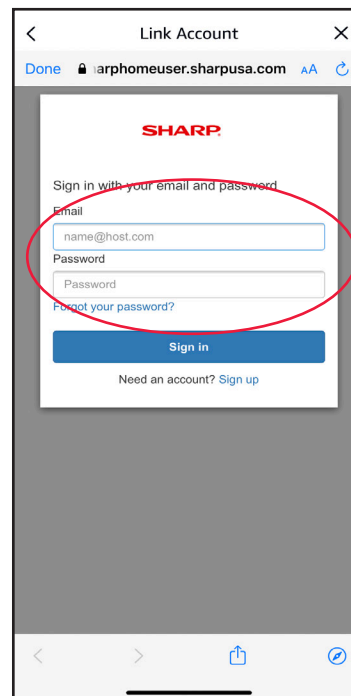 Link Account
Done arphomeuser.sharpusa.com AA
SHARP
Sign in with your email and password
Email
name@host.com
Password
Password
Forgot your password?
Sign in
Need an account? Sign up